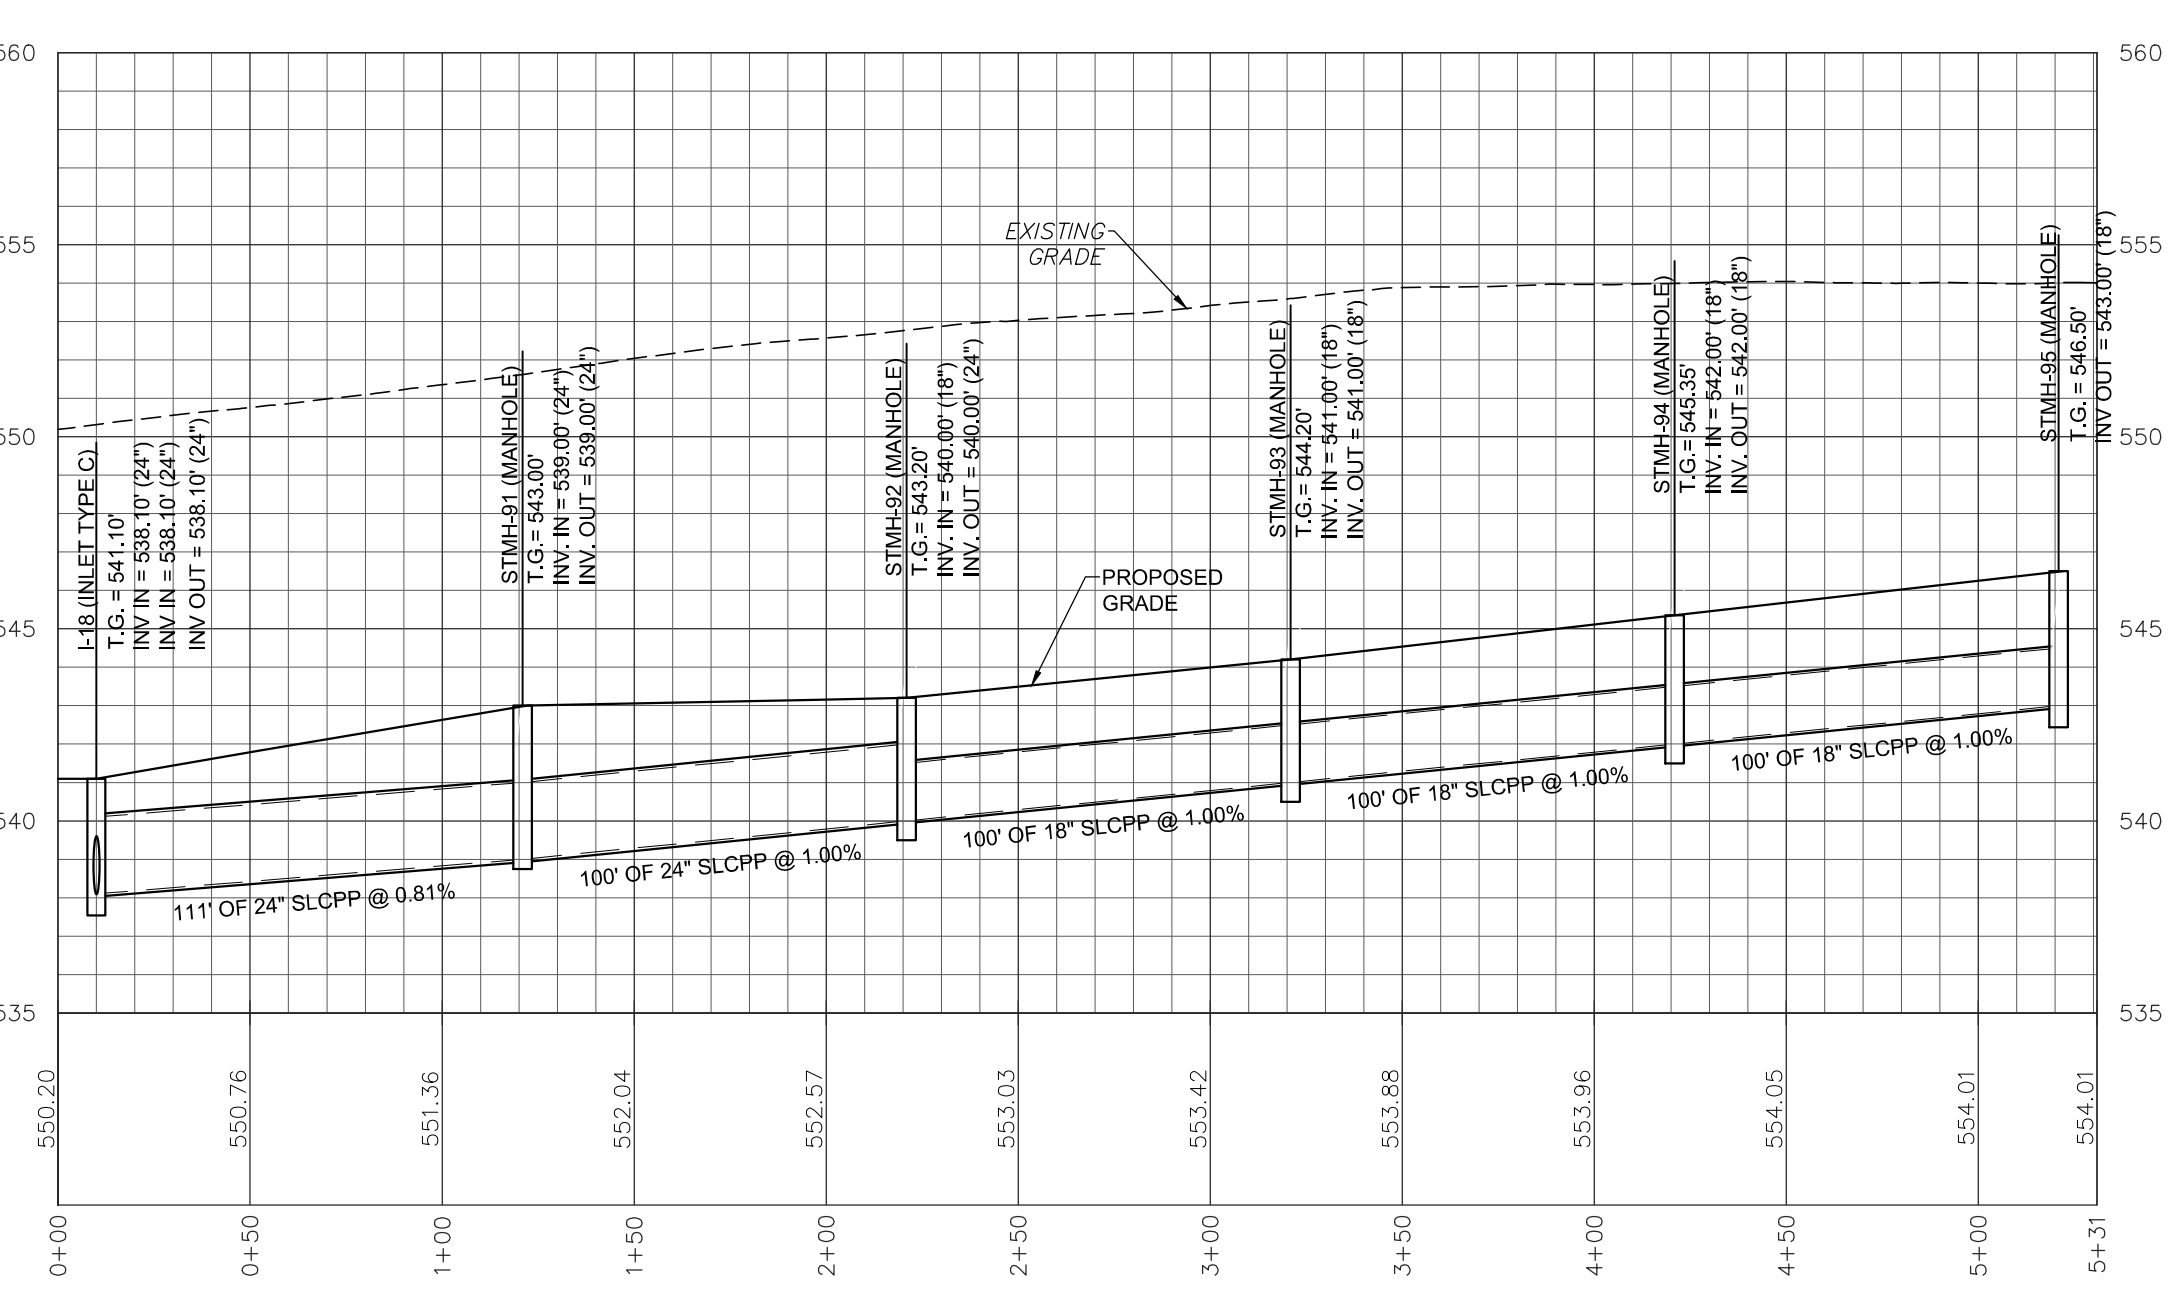 560
560
555
555
550
550
545
545
540
540
535
535
EXISTING
GRADE
PROPOSED
GRADE
I-18 (INLET TYPE C)
T.G. = 541.10'
INV IN = 538.10' (24")
INV IN = 538.10' (24")
INV OUT = 538.10' (24")
STMH-91 (MANHOLE)
T.G.= 543.00'
INV. IN = 539.00' (24")
INV. OUT = 539.00' (24")
STMH-92 (MANHOLE)
T.G.= 543.20'
INV. IN = 540.00' (18")
INV. OUT = 540.00' (24")
STMH-93 (MANHOLE)
T.G.= 544.20'
INV. IN = 541.00' (18")
INV. OUT = 541.00' (18")
STMH-94 (MANHOLE)
T.G.= 545.35'
INV. IN = 542.00' (18")
INV. OUT = 542.00' (18")
STMH-95 (MANHOLE)
T.G. = 546.50'
INV OUT = 543.00' (18")
111' OF 24" SLCPP @ 0.81%
100' OF 24" SLCPP @ 1.00%
100' OF 18" SLCPP @ 1.00%
100' OF 18" SLCPP @ 1.00%
100' OF 18" SLCPP @ 1.00%
550.20
550.76
551.36
552.04
552.57
553.03
553.42
553.88
553.96
554.05
554.01
554.01
0+00
0+50
1+00
1+50
2+00
2+50
3+00
3+50
4+00
4+50
5+00
5+31